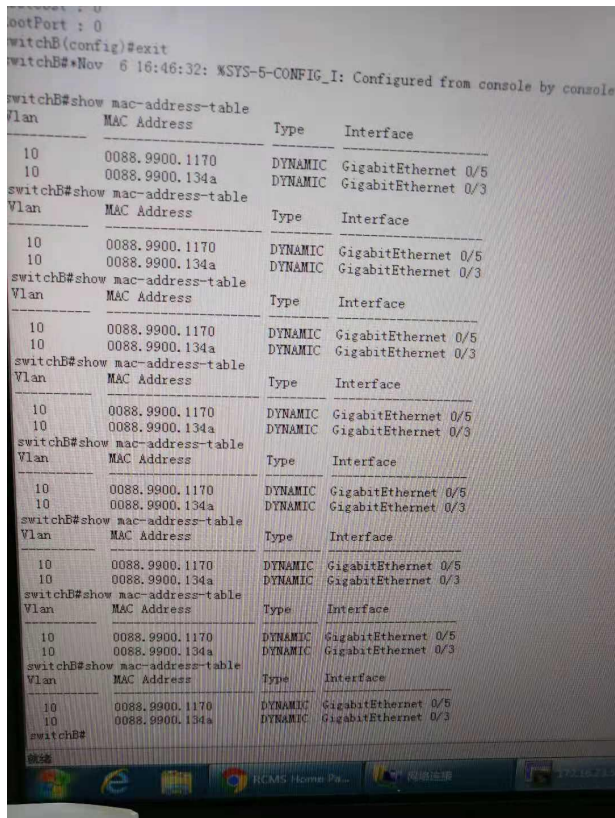 ootPort : 0
witchB(config)#exit
witchB#*Nov  6 16:46:32: %SYS-5-CONFIG_I: Configured from console by console
switchB#show mac-address-table
Vlan MAC Address Type Interface
10 0088.9900.1170 DYNAMIC GigabitEthernet 0/5
10 0088.9900.134a DYNAMIC GigabitEthernet 0/3
switchB#show mac-address-table
Vlan MAC Address Type Interface
10 0088.9900.1170 DYNAMIC GigabitEthernet 0/5
10 0088.9900.134a DYNAMIC GigabitEthernet 0/3
switchB#show mac-address-table
Vlan MAC Address Type Interface
10 0088.9900.1170 DYNAMIC GigabitEthernet 0/5
10 0088.9900.134a DYNAMIC GigabitEthernet 0/3
switchB#show mac-address-table
Vlan MAC Address Type Interface
10 0088.9900.1170 DYNAMIC GigabitEthernet 0/5
10 0088.9900.134a DYNAMIC GigabitEthernet 0/3
switchB#show mac-address-table
Vlan MAC Address Type Interface
10 0088.9900.1170 DYNAMIC GigabitEthernet 0/5
10 0088.9900.134a DYNAMIC GigabitEthernet 0/3
switchB#show mac-address-table
Vlan MAC Address Type Interface
10 0088.9900.1170 DYNAMIC GigabitEthernet 0/5
10 0088.9900.134a DYNAMIC GigabitEthernet 0/3
switchB#show mac-address-table
Vlan MAC Address Type Interface
10 0088.9900.1170 DYNAMIC GigabitEthernet 0/5
10 0088.9900.134a DYNAMIC GigabitEthernet 0/3
switchB#show mac-address-table
Vlan MAC Address Type Interface
10 0088.9900.1170 DYNAMIC GigabitEthernet 0/5
10 0088.9900.134a DYNAMIC GigabitEthernet 0/3
switchB#
就绪
RCMS Home Pa... 网络连接